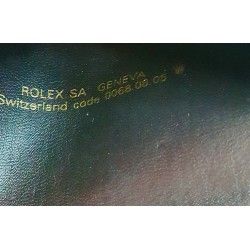 ROLEX SA GENEVA
Switzerland code 0068.08.05